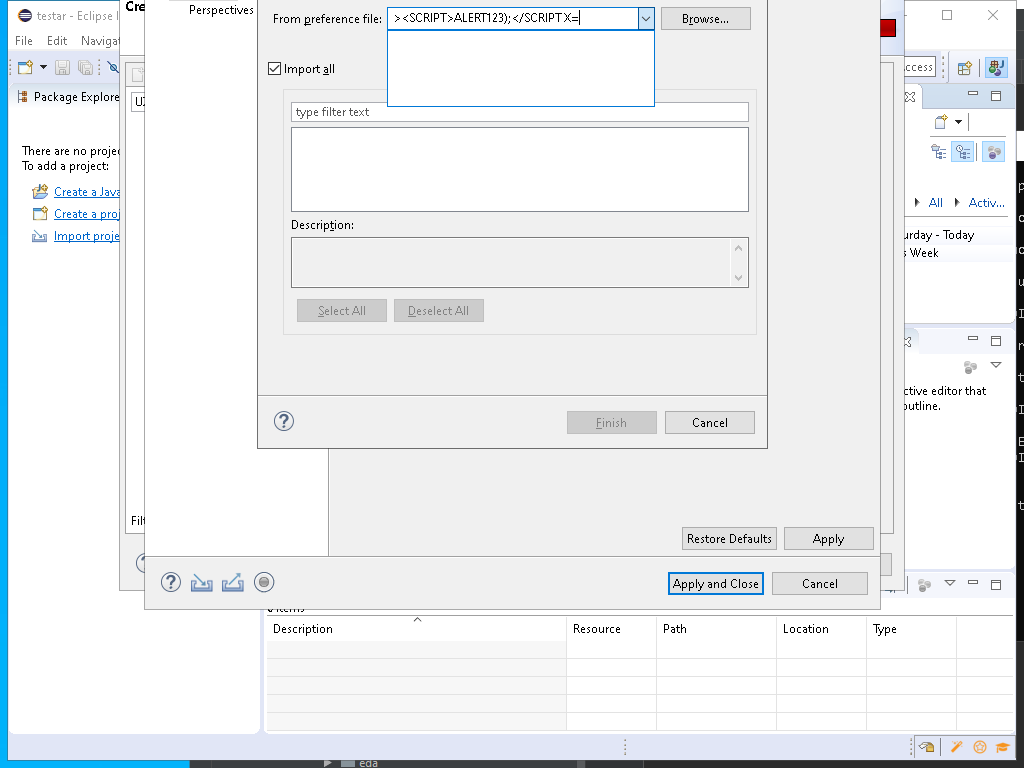 testar - Eclipse I
File Edit Navigat
Package Explore
There are no projec
To add a project:
Create a Java
Create a proj
Import proje
Cre
Filt
Perspectives
From preference file:
> <SCRIPT>ALERT123);</SCRIPT X=
Browse...
Import all
type filter text
Description:
Select All
Deselect All
Finish
Cancel
Restore Defaults
Apply
Apply and Close
Cancel
ccess
All
Activ...
urday - Today
s Week
ctive editor that
outline.
Description
Resource
Path
Location
Type
eda